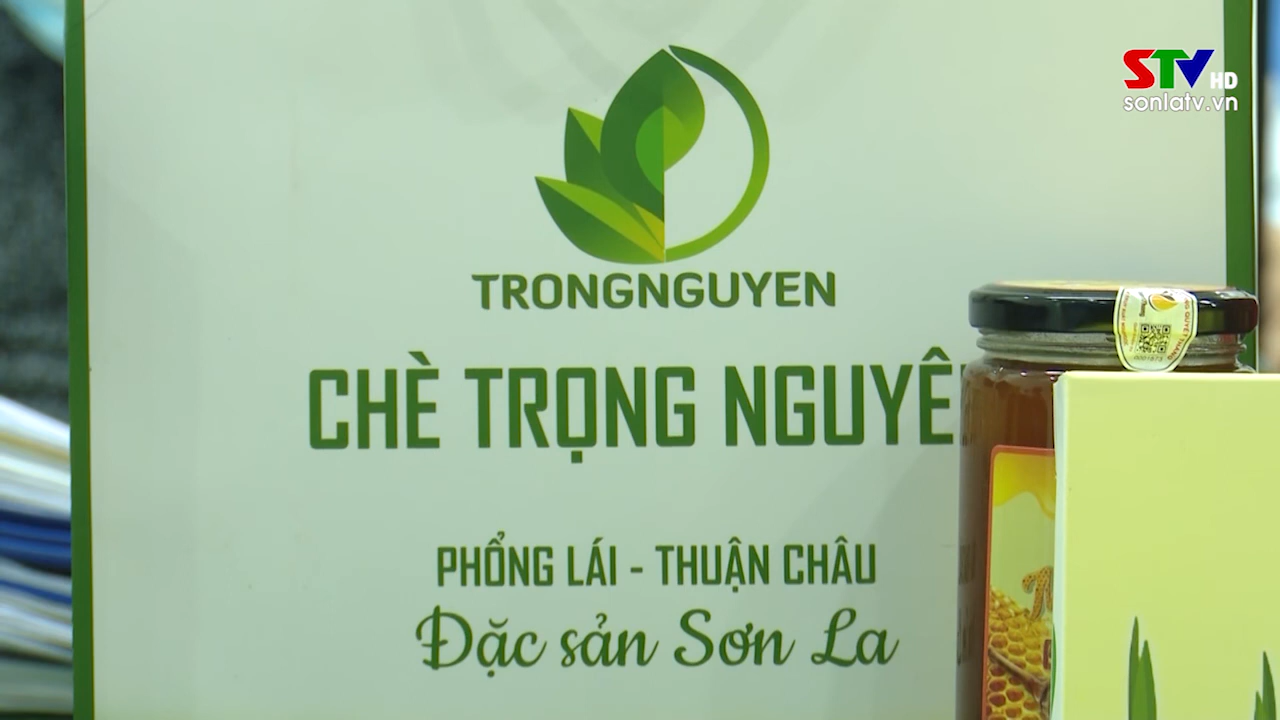 STV HD
sonlatv.vn
TRONGNGUYEN
CHÈ TRỌNG NGUYÊ
PHỔNG LÁI - THUẬN CHÂU
Đặc sản Sơn La